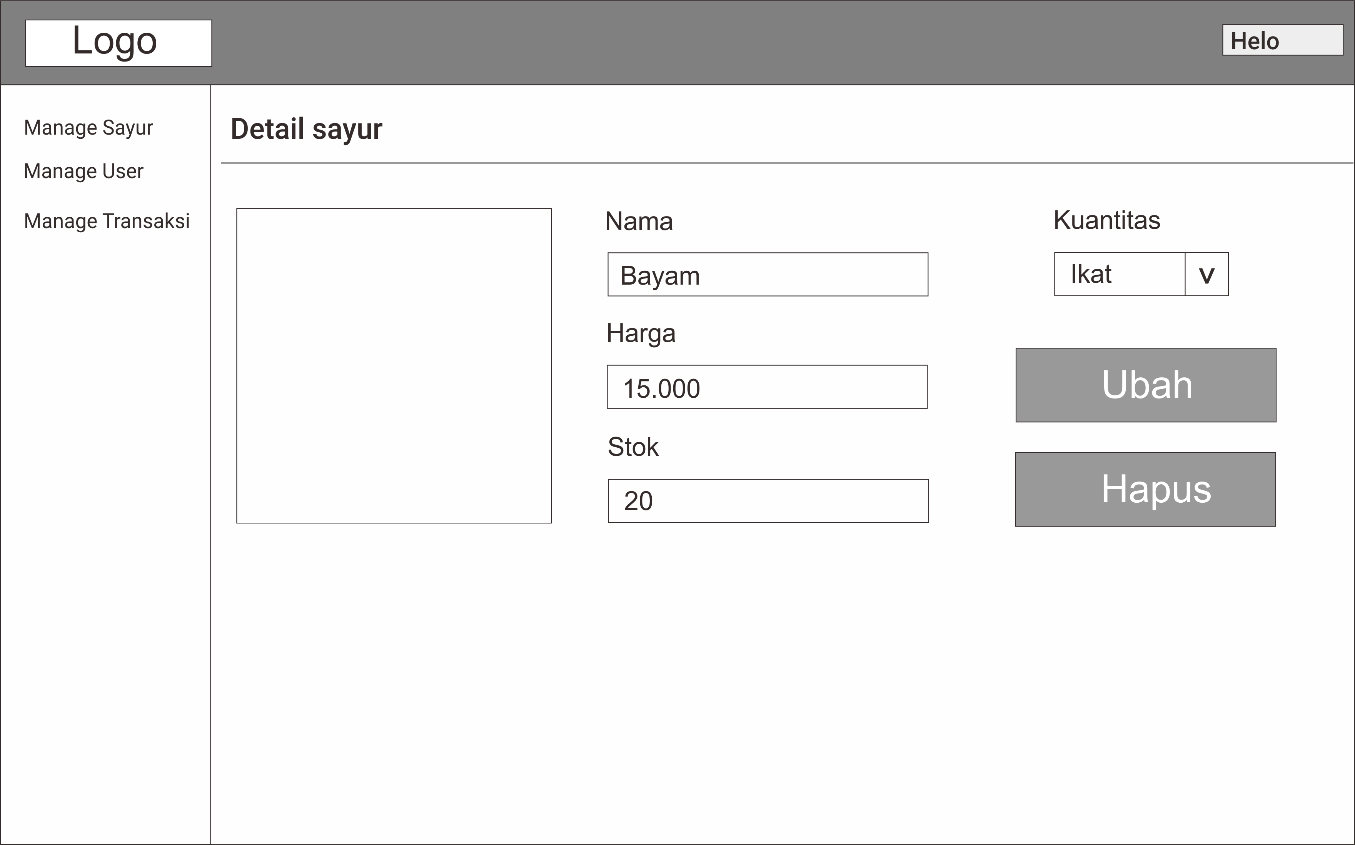 Logo
Helo
Manage Sayur
Manage User
Manage Transaksi
Detail sayur
Nama
Bayam
Harga
15.000
Stok
20
Kuantitas
Ikat
v
Ubah
Hapus